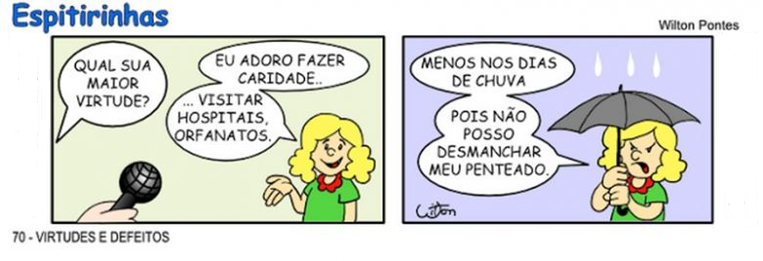 Espitirinhas
Wilton Pontes
QUAL SUA
MAIOR
VIRTUDE?
EU ADORO FAZER
CARIDADE..
... VISITAR
HOSPITAIS,
ORFANATOS.
MENOS NOS DIAS
DE CHUVA
POIS NÃO
POSSO
DESMANCHAR
MEU PENTEADO.
Wilton
70 - VIRTUDES E DEFEITOS